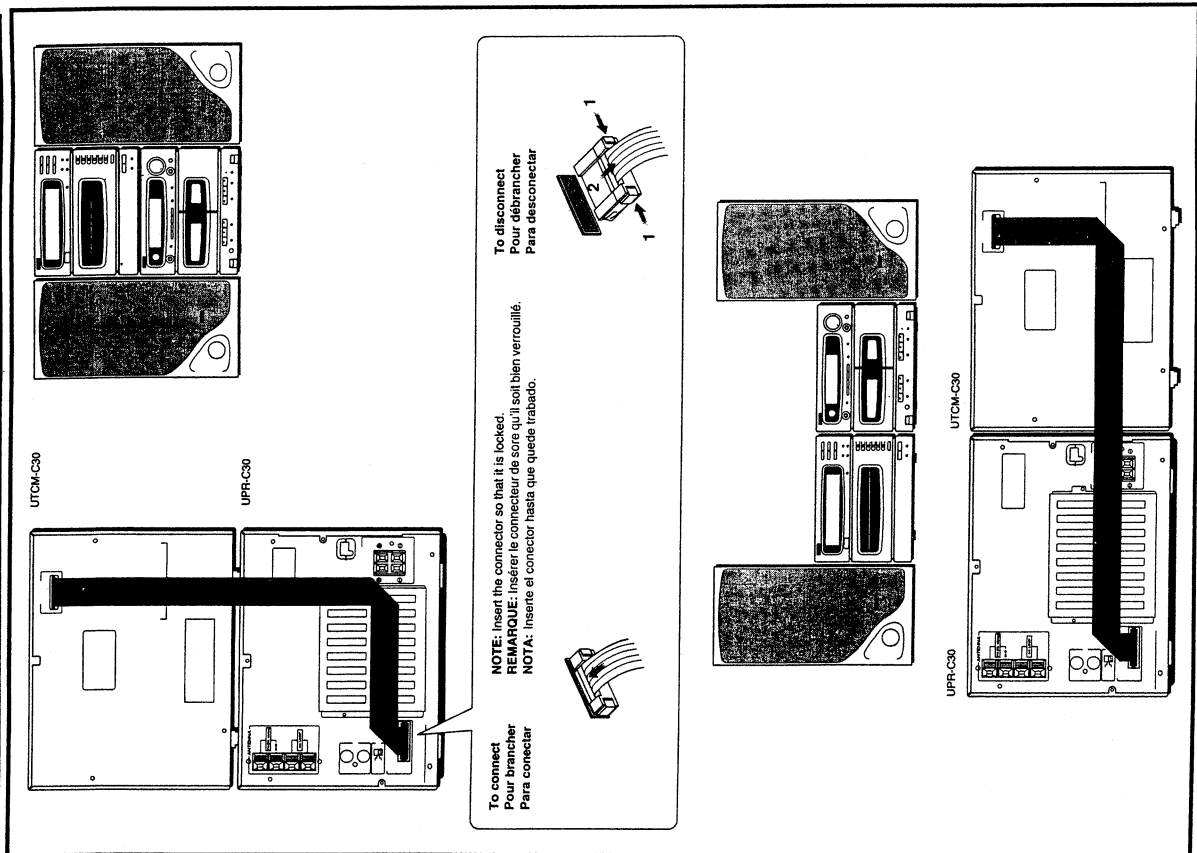 UTCM-C30
UPR-C30
ANTENNA
To connect
Pour brancher
Para conectar
NOTE: Insert the connector so that it is locked.
REMARQUE: Insérer le connecteur de sore qu'il soit bien verrouillé.
NOTA: Inserte el conector hasta que quede trabado.
To disconnect
Pour débrancher
Para desconectar
1
2
1
UPR-C30
UTCM-C30
ANTENNA